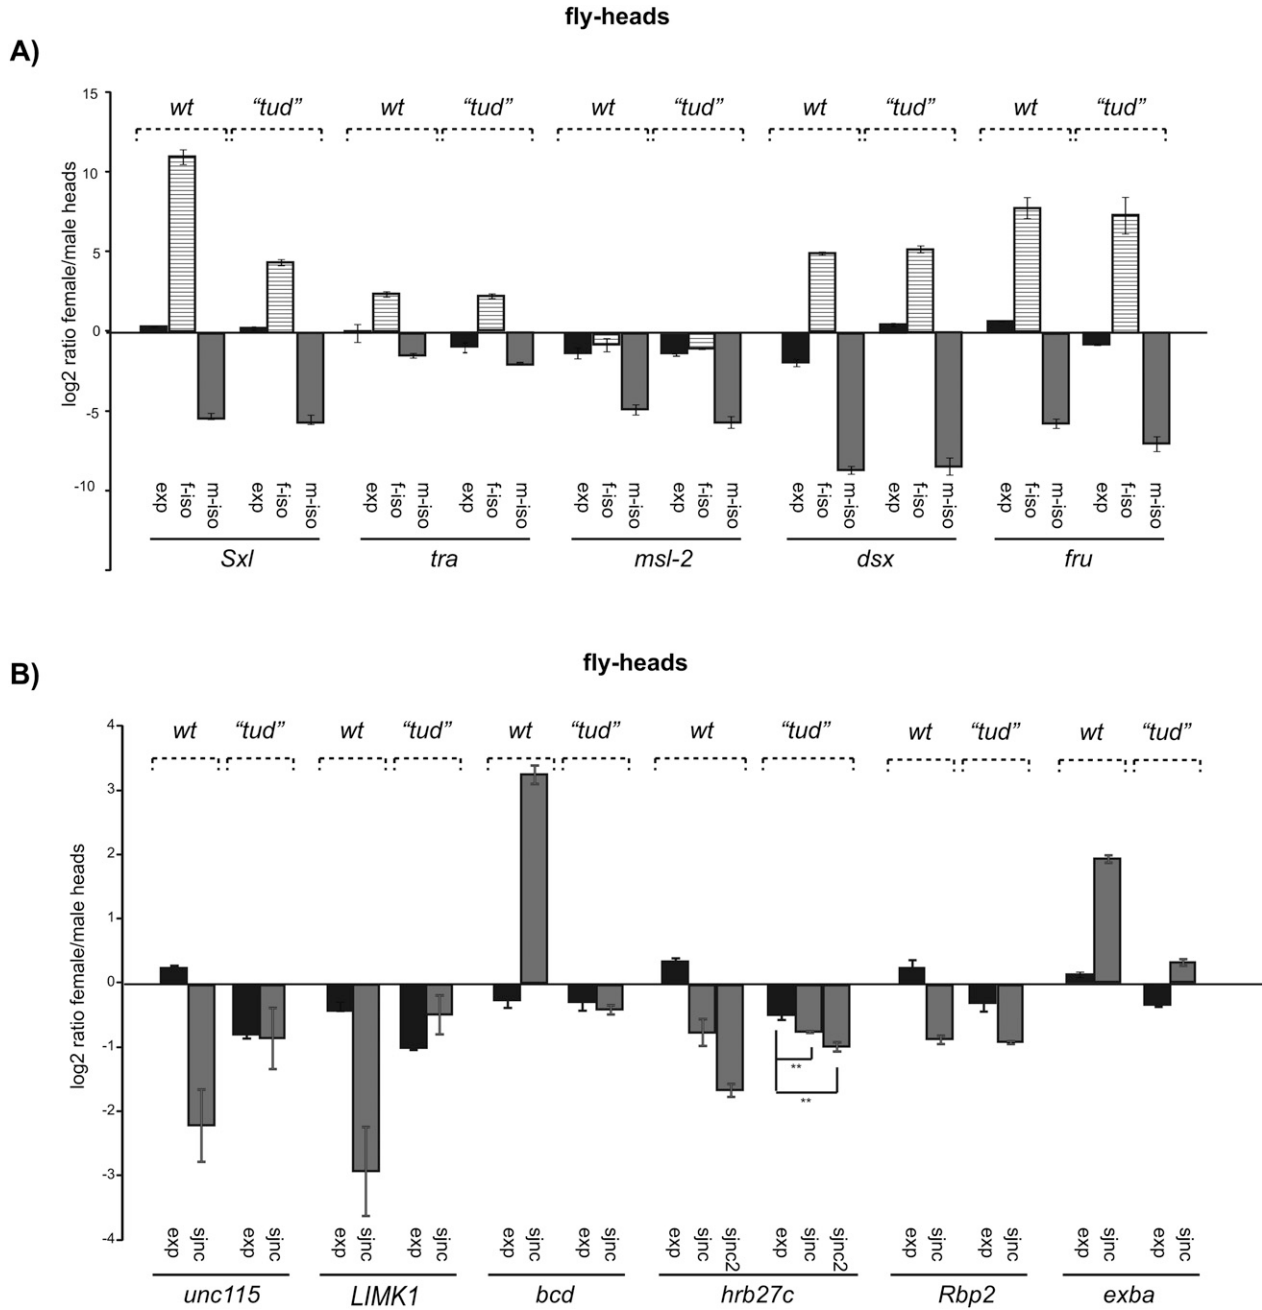 fly-heads
A)
log2 ratio female/male heads
15
10
5
0
-5
-10
wt "tud" wt "tud" wt "tud" wt "tud" wt "tud"
exp f-iso m-iso exp f-iso m-iso exp f-iso m-iso exp f-iso m-iso exp f-iso m-iso exp f-iso m-iso exp f-iso m-iso exp f-iso m-iso exp f-iso m-iso exp f-iso m-iso
Sxl tra msl-2 dsx fru
fly-heads
B)
log2 ratio female/male heads
4
3
2
1
0
-1
-2
-3
-4
wt "tud" wt "tud" wt "tud" wt "tud" wt "tud" wt "tud"
**
**
exp sjnc exp sjnc exp sjnc exp sjnc exp sjnc exp sjnc exp sjnc sjnc2 exp sjnc sjnc2 exp sjnc exp sjnc exp sjnc exp sjnc
unc115 LIMK1 bcd hrb27c Rbp2 exba